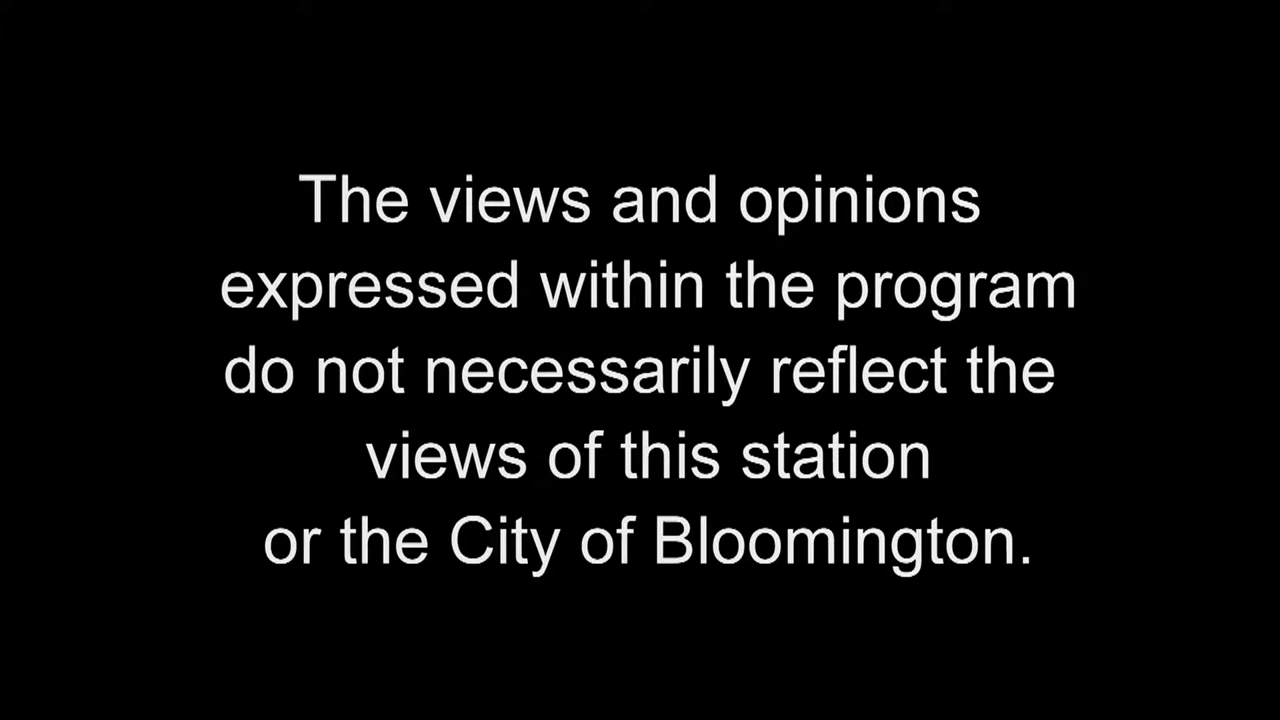 The views and opinions
expressed within the program
do not necessarily reflect the
views of this station
or the City of Bloomington.